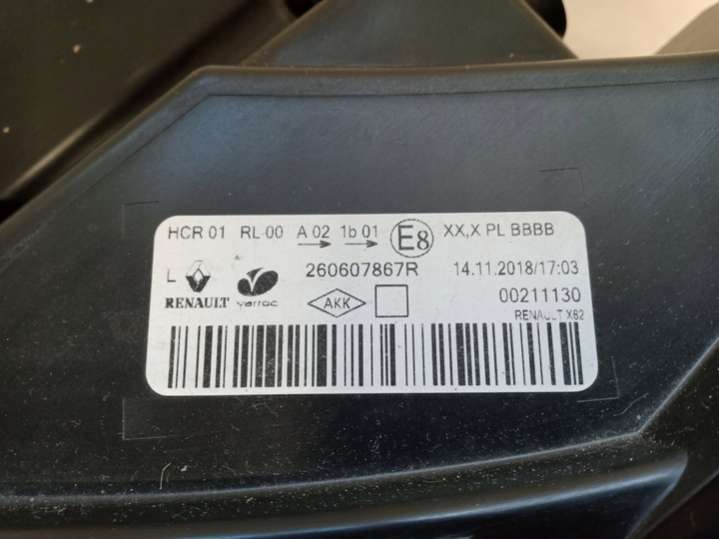 HCR 01 RL 00 A 02 1b 01 E8 XX,X PL BBBB
L 260607867R 14.11.2018/17:03
RENAULT varroc AKK 00211130
RENAULT X82